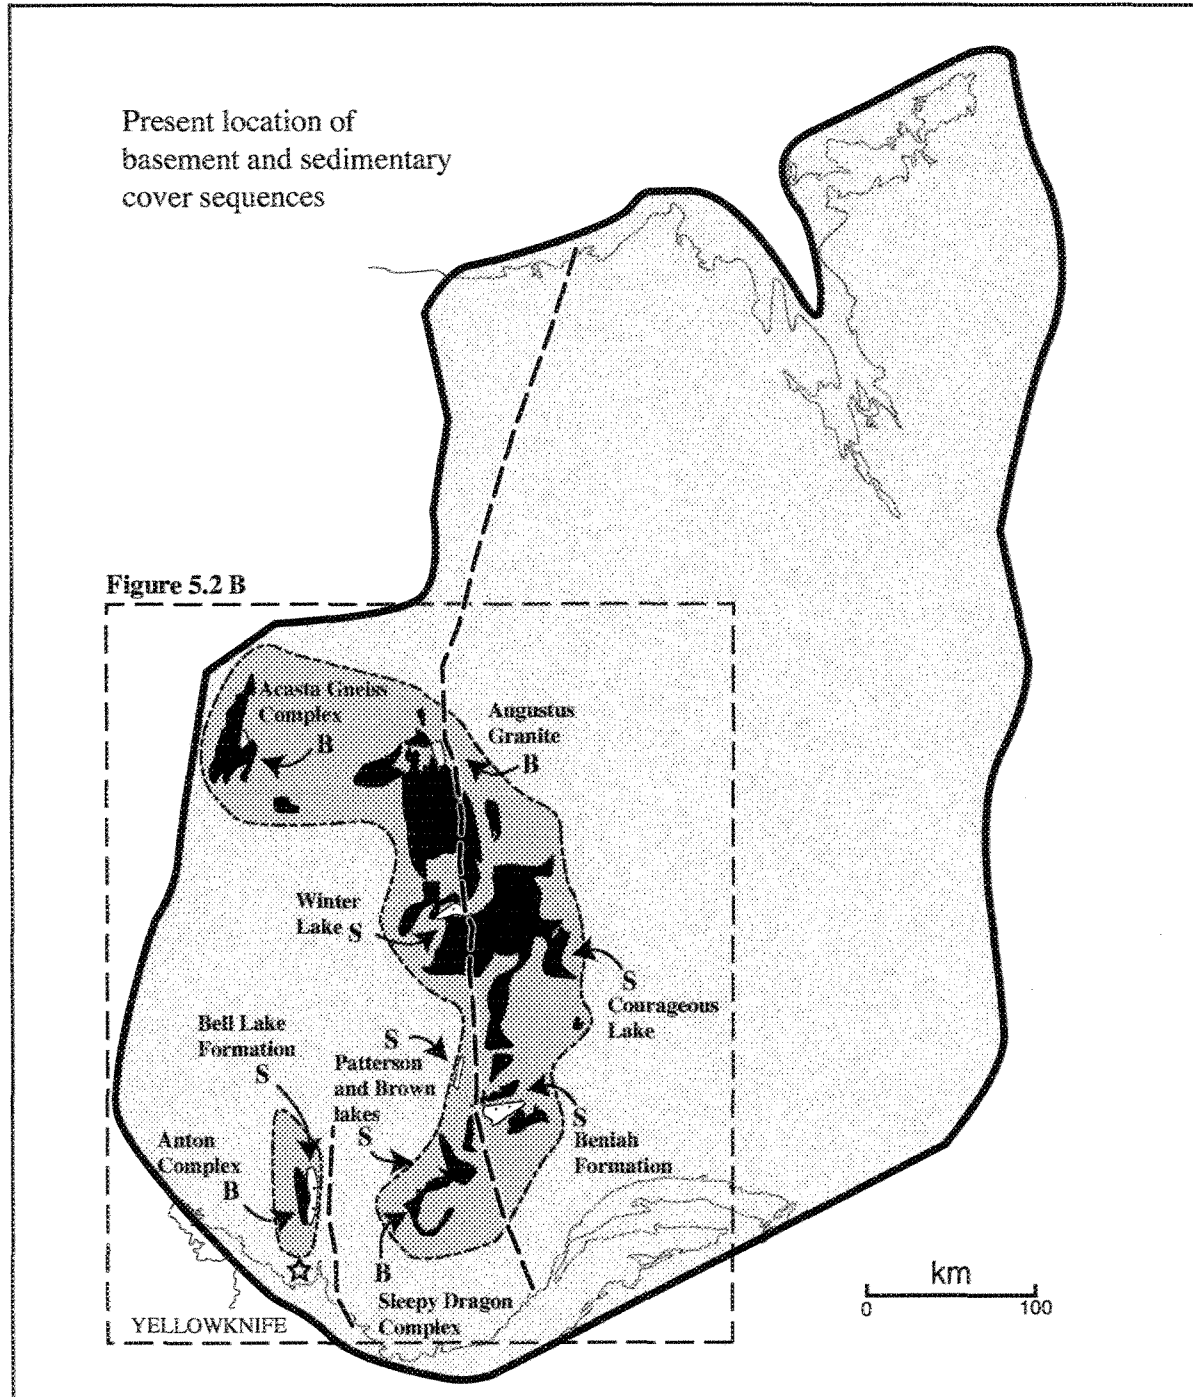 Present location of
basement and sedimentary
cover sequences
Figure 5.2 B
Acasta Gneiss
Complex
B
Augustus
Granite
B
Winter
Lake S
S
Courageous
Lake
Bell Lake
Formation
S
S
Patterson
and Brown
lakes
S
S
Beniah
Formation
Anton
Complex
B
B
Sleepy Dragon
Complex
YELLOWKNIFE
km
0 100